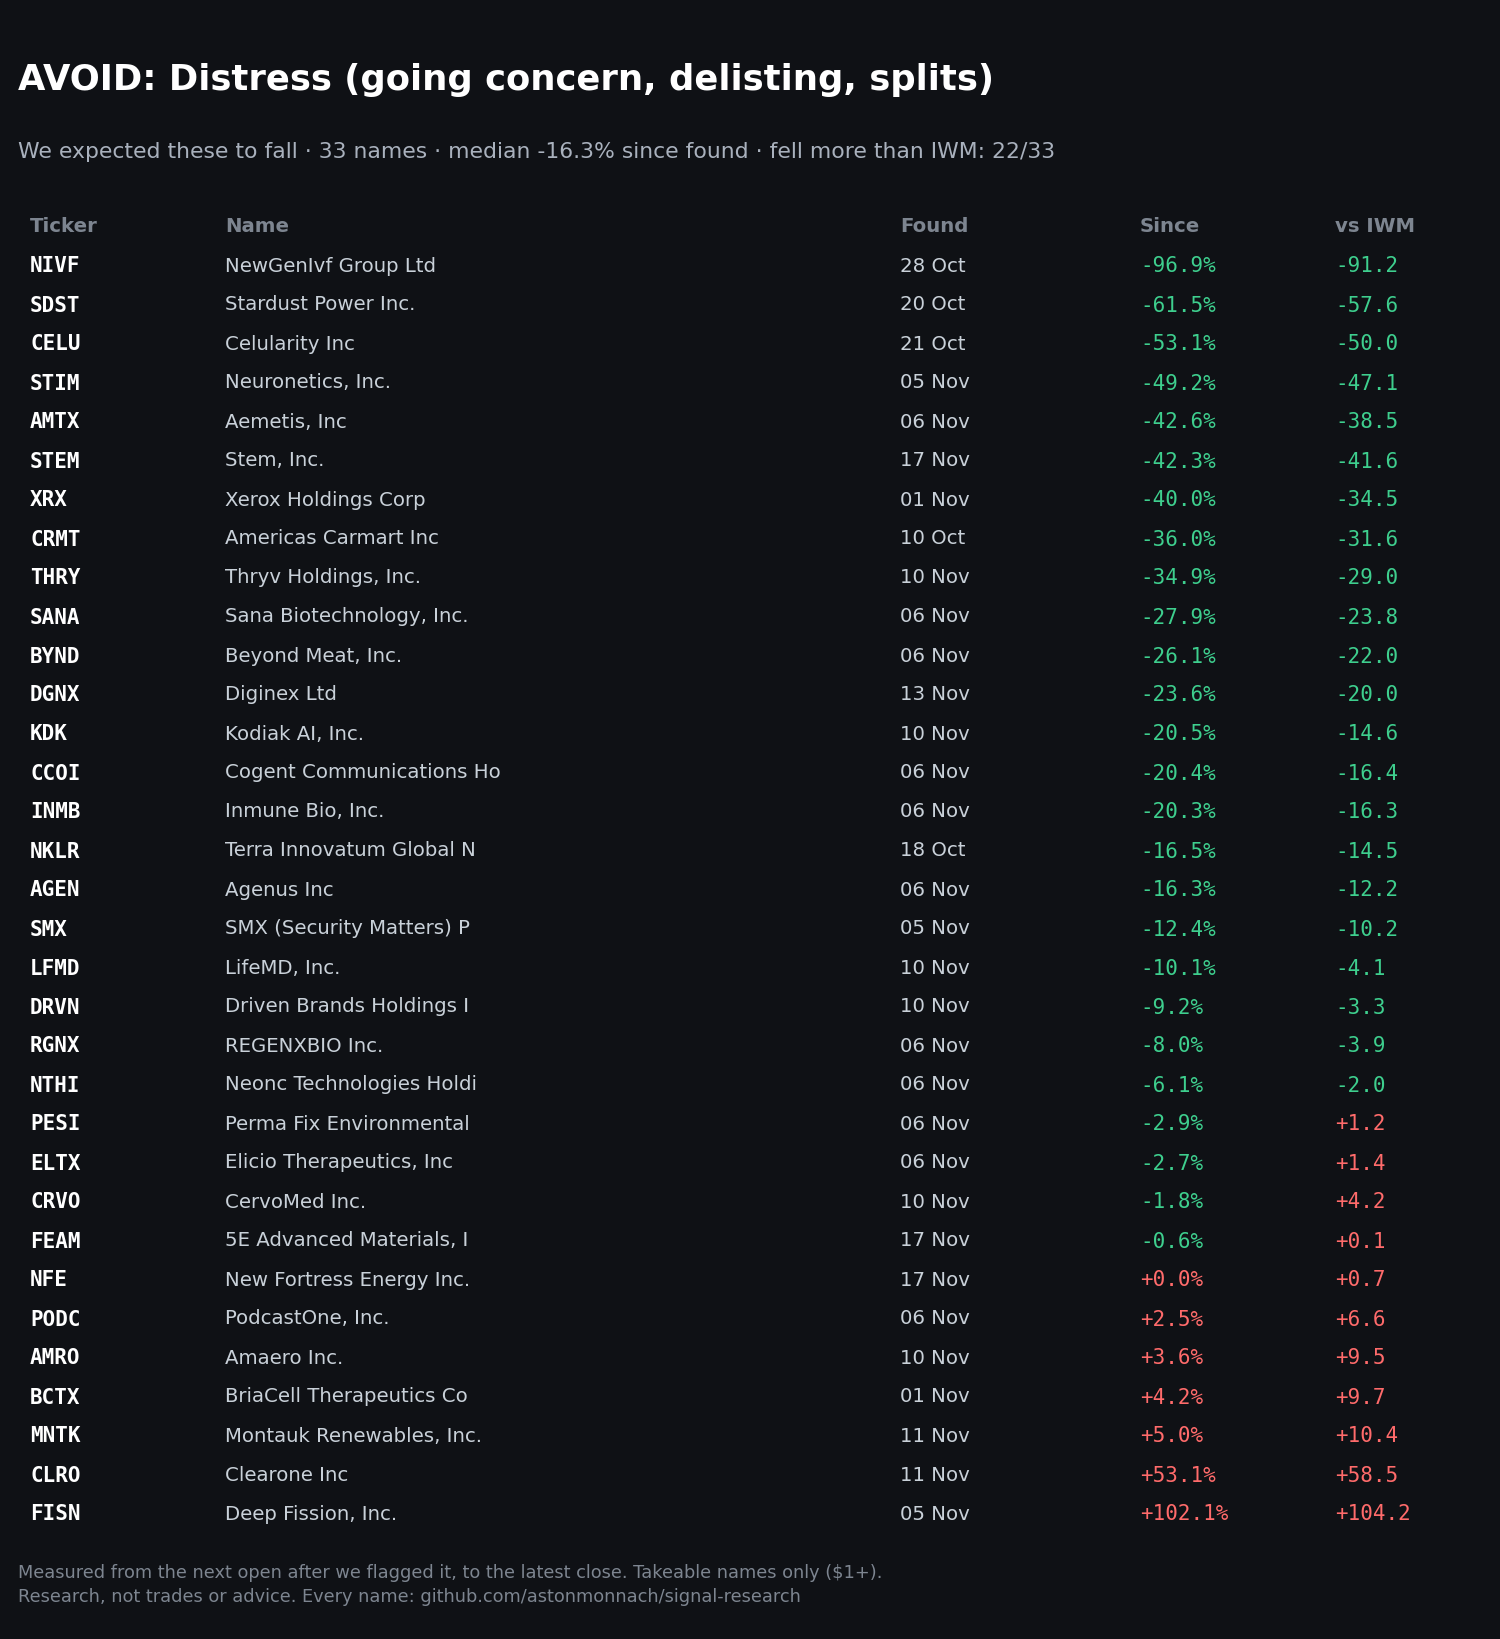 AVOID: Distress (going concern, delisting, splits)
We expected these to fall · 33 names · median -16.3% since found · fell more than IWM: 22/33
Ticker Name Found Since vs IWM
NIVF NewGenIvf Group Ltd 28 Oct -96.9% -91.2
SDST Stardust Power Inc. 20 Oct -61.5% -57.6
CELU Celularity Inc 21 Oct -53.1% -50.0
STIM Neuronetics, Inc. 05 Nov -49.2% -47.1
AMTX Aemetis, Inc 06 Nov -42.6% -38.5
STEM Stem, Inc. 17 Nov -42.3% -41.6
XRX Xerox Holdings Corp 01 Nov -40.0% -34.5
CRMT Americas Carmart Inc 10 Oct -36.0% -31.6
THRY Thryv Holdings, Inc. 10 Nov -34.9% -29.0
SANA Sana Biotechnology, Inc. 06 Nov -27.9% -23.8
BYND Beyond Meat, Inc. 06 Nov -26.1% -22.0
DGNX Diginex Ltd 13 Nov -23.6% -20.0
KDK Kodiak AI, Inc. 10 Nov -20.5% -14.6
CCOI Cogent Communications Ho 06 Nov -20.4% -16.4
INMB Inmune Bio, Inc. 06 Nov -20.3% -16.3
NKLR Terra Innovatum Global N 18 Oct -16.5% -14.5
AGEN Agenus Inc 06 Nov -16.3% -12.2
SMX SMX (Security Matters) P 05 Nov -12.4% -10.2
LFMD LifeMD, Inc. 10 Nov -10.1% -4.1
DRVN Driven Brands Holdings I 10 Nov -9.2% -3.3
RGNX REGENXBIO Inc. 06 Nov -8.0% -3.9
NTHI Neonc Technologies Holdi 06 Nov -6.1% -2.0
PESI Perma Fix Environmental 06 Nov -2.9% +1.2
ELTX Elicio Therapeutics, Inc 06 Nov -2.7% +1.4
CRVO CervoMed Inc. 10 Nov -1.8% +4.2
FEAM 5E Advanced Materials, I 17 Nov -0.6% +0.1
NFE New Fortress Energy Inc. 17 Nov +0.0% +0.7
PODC PodcastOne, Inc. 06 Nov +2.5% +6.6
AMRO Amaero Inc. 10 Nov +3.6% +9.5
BCTX BriaCell Therapeutics Co 01 Nov +4.2% +9.7
MNTK Montauk Renewables, Inc. 11 Nov +5.0% +10.4
CLRO Clearone Inc 11 Nov +53.1% +58.5
FISN Deep Fission, Inc. 05 Nov +102.1% +104.2
Measured from the next open after we flagged it, to the latest close. Takeable names only ($1+).
Research, not trades or advice. Every name: github.com/astonmonnach/signal-research